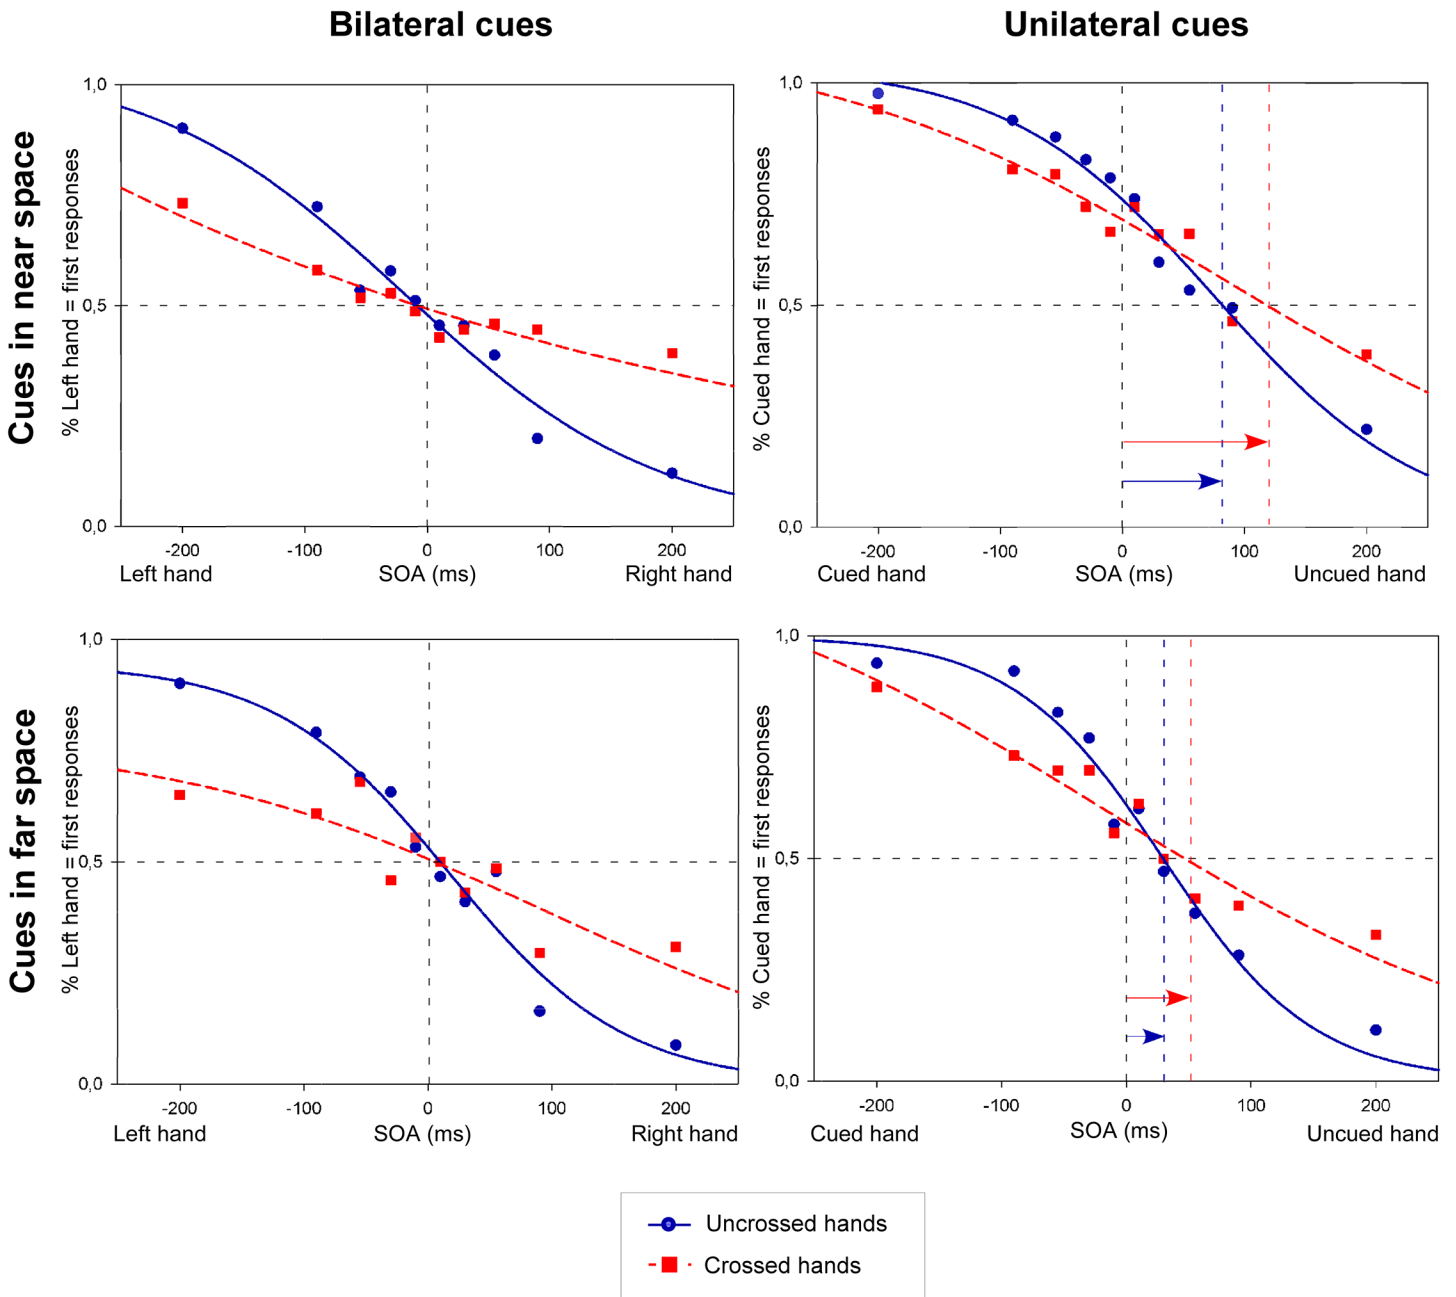 Bilateral cues
Unilateral cues
Cues in near space
% Left hand = first responses
1,0
0,5
0,0
-200
-100
0
100
200
Left hand
SOA (ms)
Right hand
% Cued hand = first responses
1,0
0,5
0,0
-200
-100
0
100
200
Cued hand
SOA (ms)
Uncued hand
Cues in far space
% Left hand = first responses
1,0
0,5
0,0
-200
-100
0
100
200
Left hand
SOA (ms)
Right hand
% Cued hand = first responses
1,0
0,5
0,0
-200
-100
0
100
200
Cued hand
SOA (ms)
Uncued hand
Uncrossed hands
Crossed hands